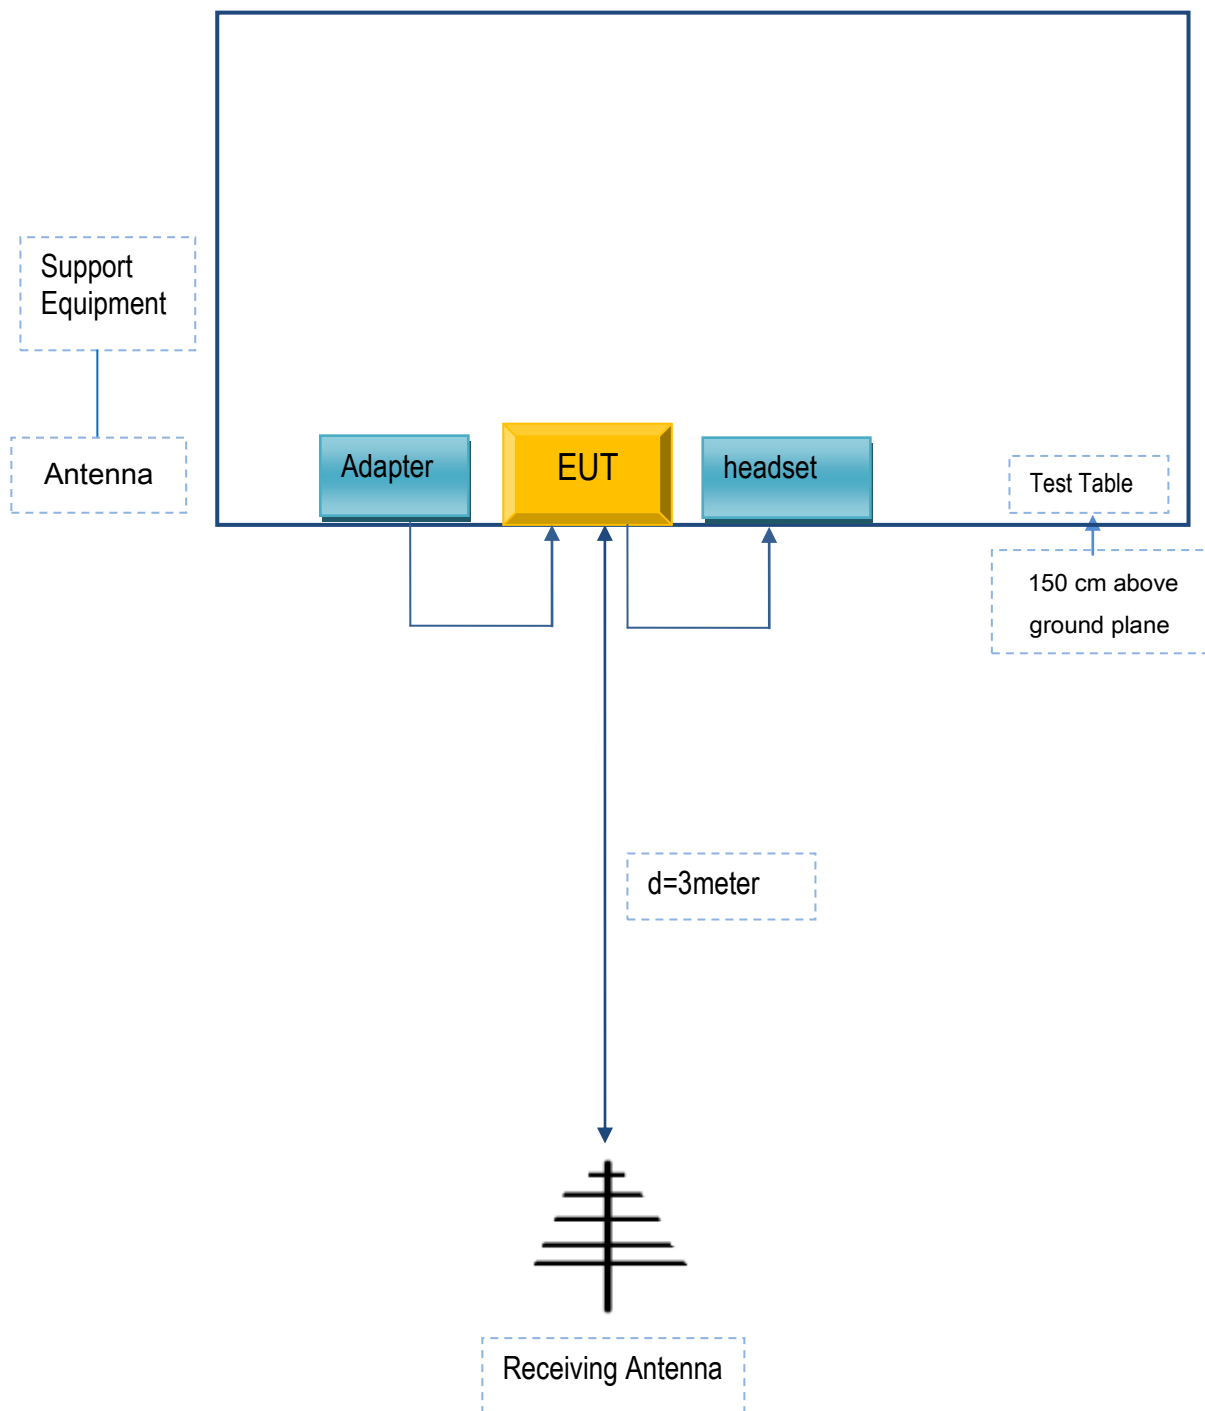 Support
Equipment
Antenna
Adapter
EUT
headset
Test Table
150 cm above
ground plane
d=3meter
Receiving Antenna